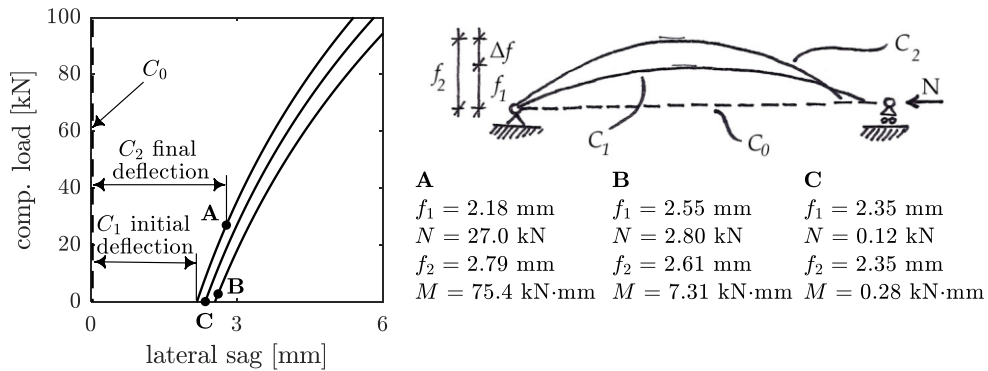 100
80
60
40
20
0
comp. load [kN]
C₀
C₂ final
deflection
A
C₁ initial
deflection
B
C
0 3 6
lateral sag [mm]
f₂
Δf
f₁
C₂
N
C₁
C₀
A
f₁ = 2.18 mm
N = 27.0 kN
f₂ = 2.79 mm
M = 75.4 kN·mm
B
f₁ = 2.55 mm
N = 2.80 kN
f₂ = 2.61 mm
M = 7.31 kN·mm
C
f₁ = 2.35 mm
N = 0.12 kN
f₂ = 2.35 mm
M = 0.28 kN·mm